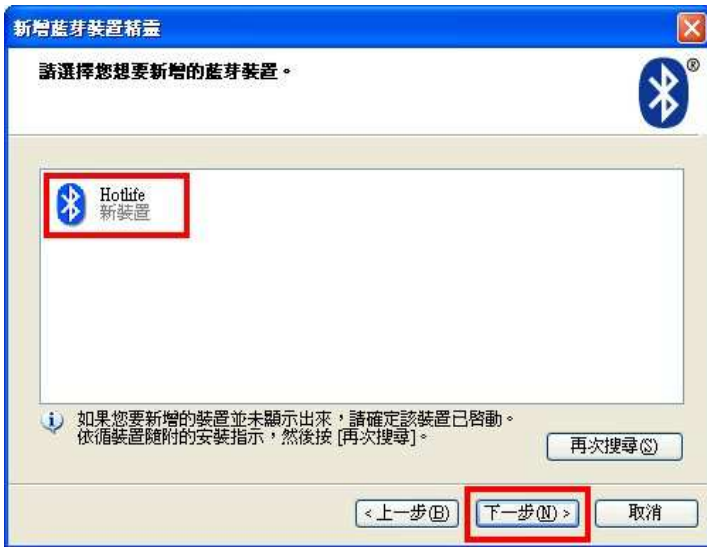 新增藍芽裝置精靈
請選擇您想要新增的藍芽裝置。
®
Hotlife
新裝置
如果您要新增的裝置並未顯示出來，請確定該裝置已啟動。
依循裝置隨附的安裝指示，然後按 [再次搜尋]。
再次搜尋(S)
<上一步(B) 下一步(N)> 取消